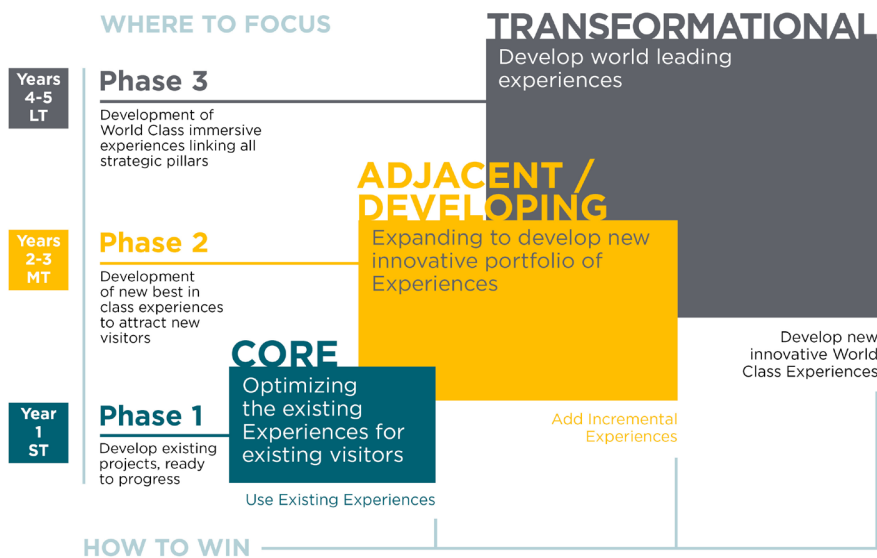 WHERE TO FOCUS
TRANSFORMATIONAL
Develop world leading
experiences
Years
4-5
LT
Phase 3
Development of
World Class immersive
experiences linking all
strategic pillars
ADJACENT /
DEVELOPING
Expanding to develop new
innovative portfolio of
Experiences
Years
2-3
MT
Phase 2
Development
of new best in
class experiences
to attract new
visitors
Develop new
innovative World
Class Experiences
CORE
Optimizing
the existing
Experiences for
existing visitors
Year
1
ST
Phase 1
Develop existing
projects, ready
to progress
Add Incremental
Experiences
Use Existing Experiences
HOW TO WIN